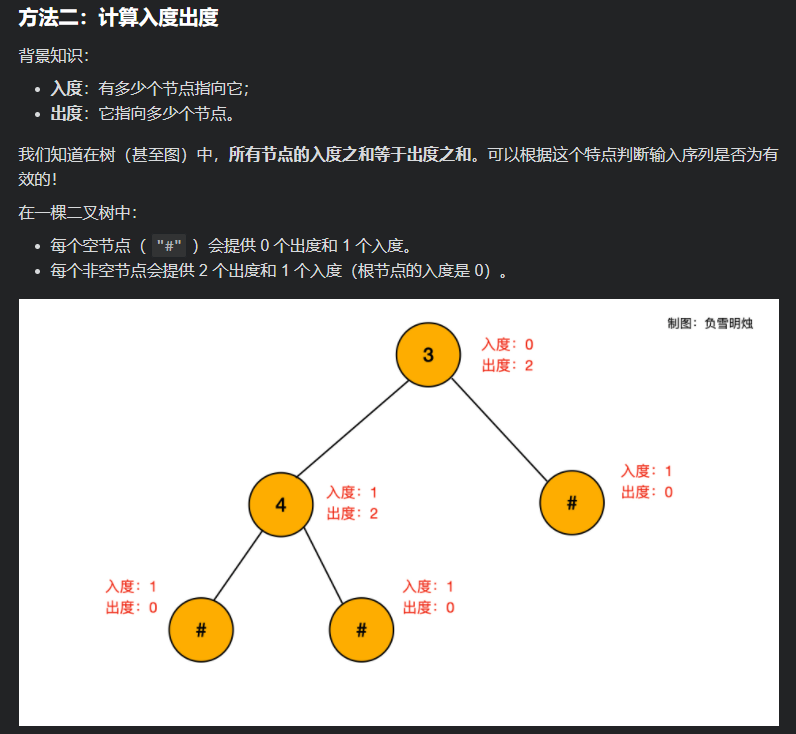 方法二：计算入度出度
背景知识：
• 入度：有多少个节点指向它；
• 出度：它指向多少个节点。
我们知道在树（甚至图）中，所有节点的入度之和等于出度之和。可以根据这个特点判断输入序列是否为有
效的！
在一棵二叉树中：
• 每个空节点（ "#" ）会提供 0 个出度和 1 个入度。
• 每个非空节点会提供 2 个出度和 1 个入度（根节点的入度是 0）。
制图：负雪明烛
3
入度：0
出度：2
4
入度：1
出度：2
#
入度：1
出度：0
入度：1
出度：0
#
#
入度：1
出度：0